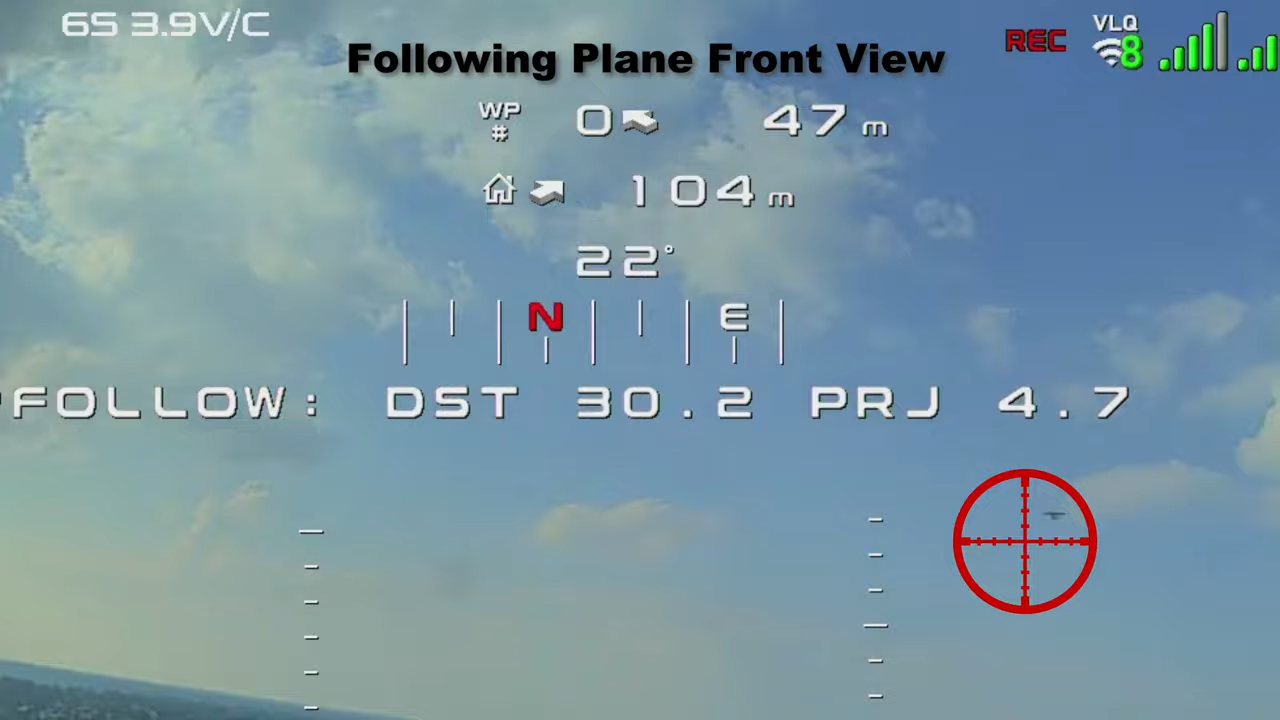 6S 3.9V/C
REC
VLQ
8
Following Plane Front View
WP
#
0
47 m
104 m
22°
N
E
FOLLOW: DST 30.2 PRJ 4.7